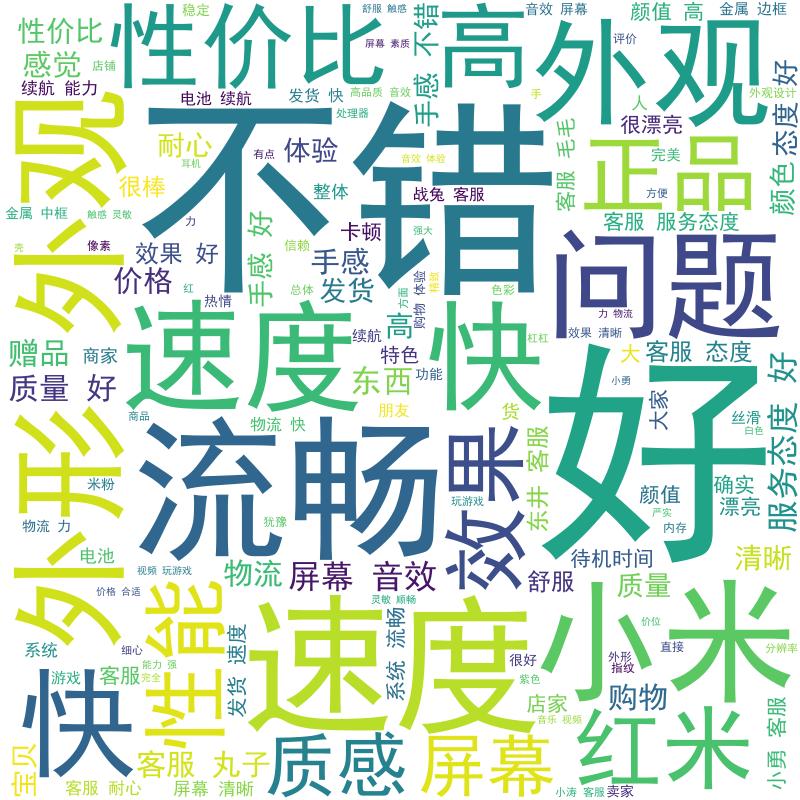 稳定
舒服 触感
音效 屏幕
颜值 高
金属 边框
性价比
性价比
不错
高
外观
评价
感觉
店铺
屏幕 素质
续航 能力
电池 续航
发货 快
高品质 音效
手感
手
外观设计
态度 好
处理器
人
很漂亮
外观
不错
耐心
有点
体验
音效 体验
客服 毛毛
正品
完美
耳机
很棒
整体
战兔 客服
方便
颜色
金属 中框
触感 灵敏
力
手感 好
卡顿
强大
客服 服务态度
壳
像素
效果 好
信赖
手感
问题
价格
红
热情
总体
发货
方面
购物 体验
精致
色彩
速度
快
高
力 物流
效果 清晰
杠杠
赠品
商家
续航
特色
大
客服 态度
质量 好
东西
功能
小勇
好
外形
商品
朋友
货
大家
丝滑
白色
服务态度 好
物流 快
流畅
效果
东井 客服
米粉
玩游戏
颜值
确实
漂亮
严实
物流 力
犹豫
内存
电池
视频 玩游戏
物流
屏幕 音效
待机时间
清晰
舒服
质量
价格 合适
性能
灵敏 顺畅
小米
速度
系统 流畅
价位
系统
细心
发货 速度
很好
直接
分辨率
游戏
客服
能力 强
完全
外形
指纹
紫色
快
店家
购物
音乐 视频
红米
小勇 客服
宝贝
客服 丸子
质感
屏幕
客服 耐心
屏幕 清晰
小涛 客服
卖家